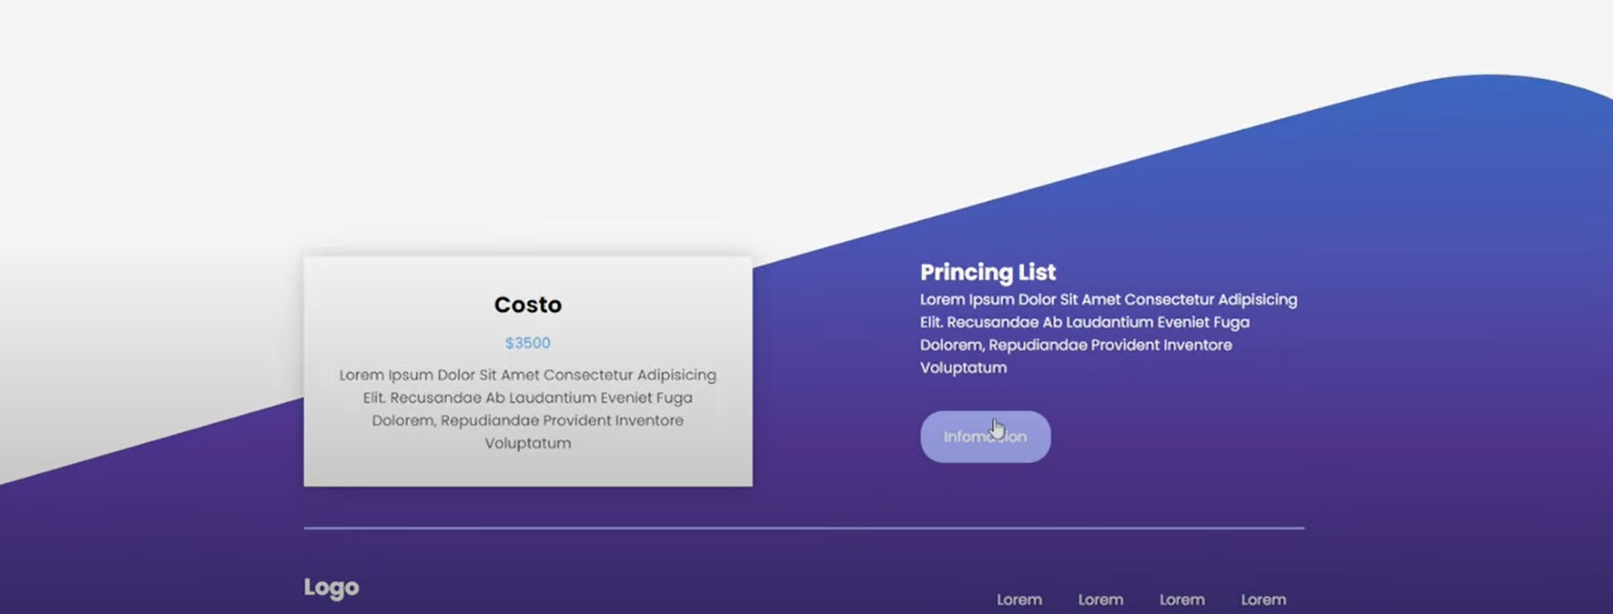 Costo
$3500
Lorem Ipsum Dolor Sit Amet Consectetur Adipisicing
Elit. Recusandae Ab Laudantium Eveniet Fuga
Dolorem, Repudiandae Provident Inventore
Voluptatum
Princing List
Lorem Ipsum Dolor Sit Amet Consectetur Adipisicing
Elit. Recusandae Ab Laudantium Eveniet Fuga
Dolorem, Repudiandae Provident Inventore
Voluptatum
Logo
Lorem Lorem Lorem Lorem